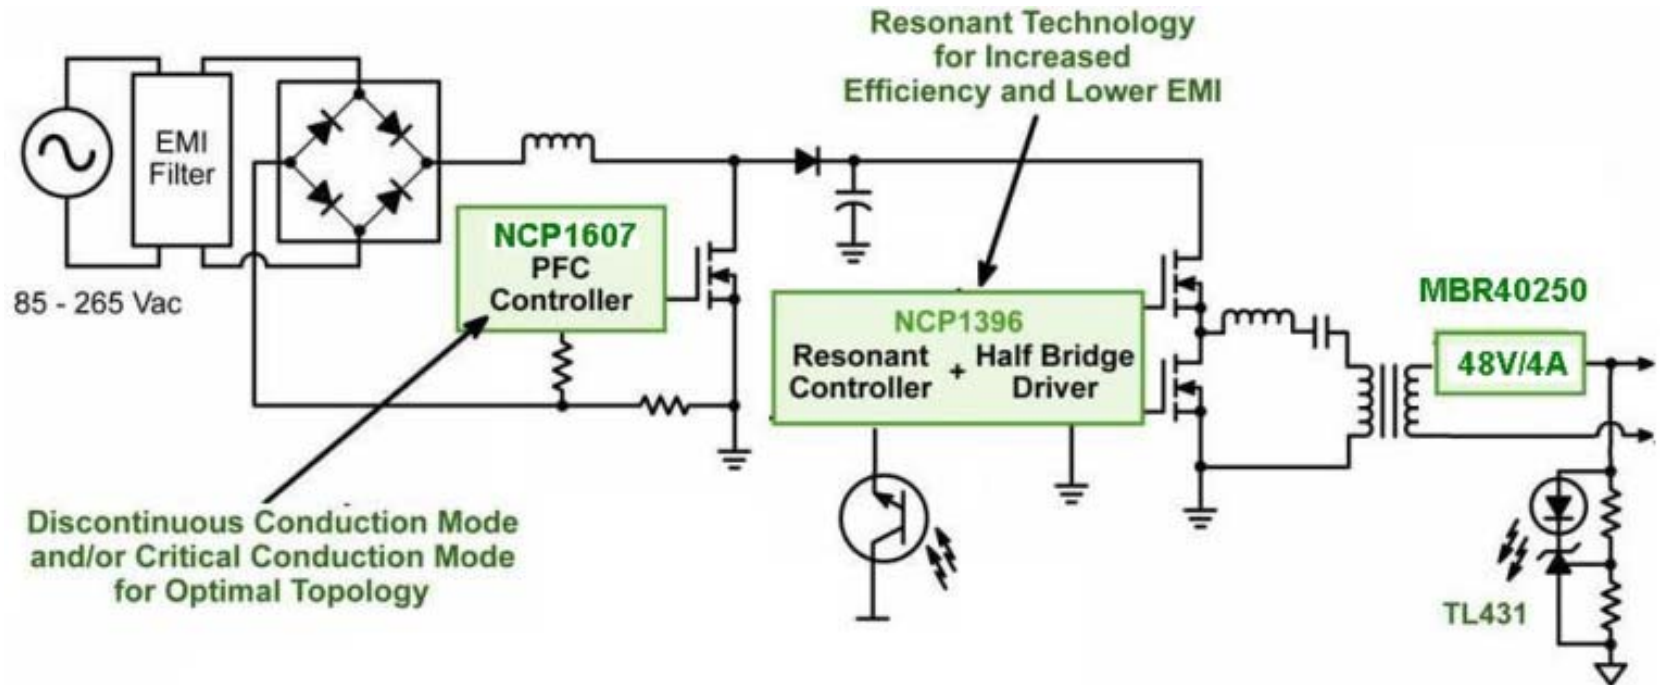 Resonant Technology
for Increased
Efficiency and Lower EMI
EMI
Filter
85 - 265 Vac
NCP1607
PFC
Controller
NCP1396
Resonant
Controller
+
Half Bridge
Driver
MBR40250
48V/4A
Discontinuous Conduction Mode
and/or Critical Conduction Mode
for Optimal Topology
TL431